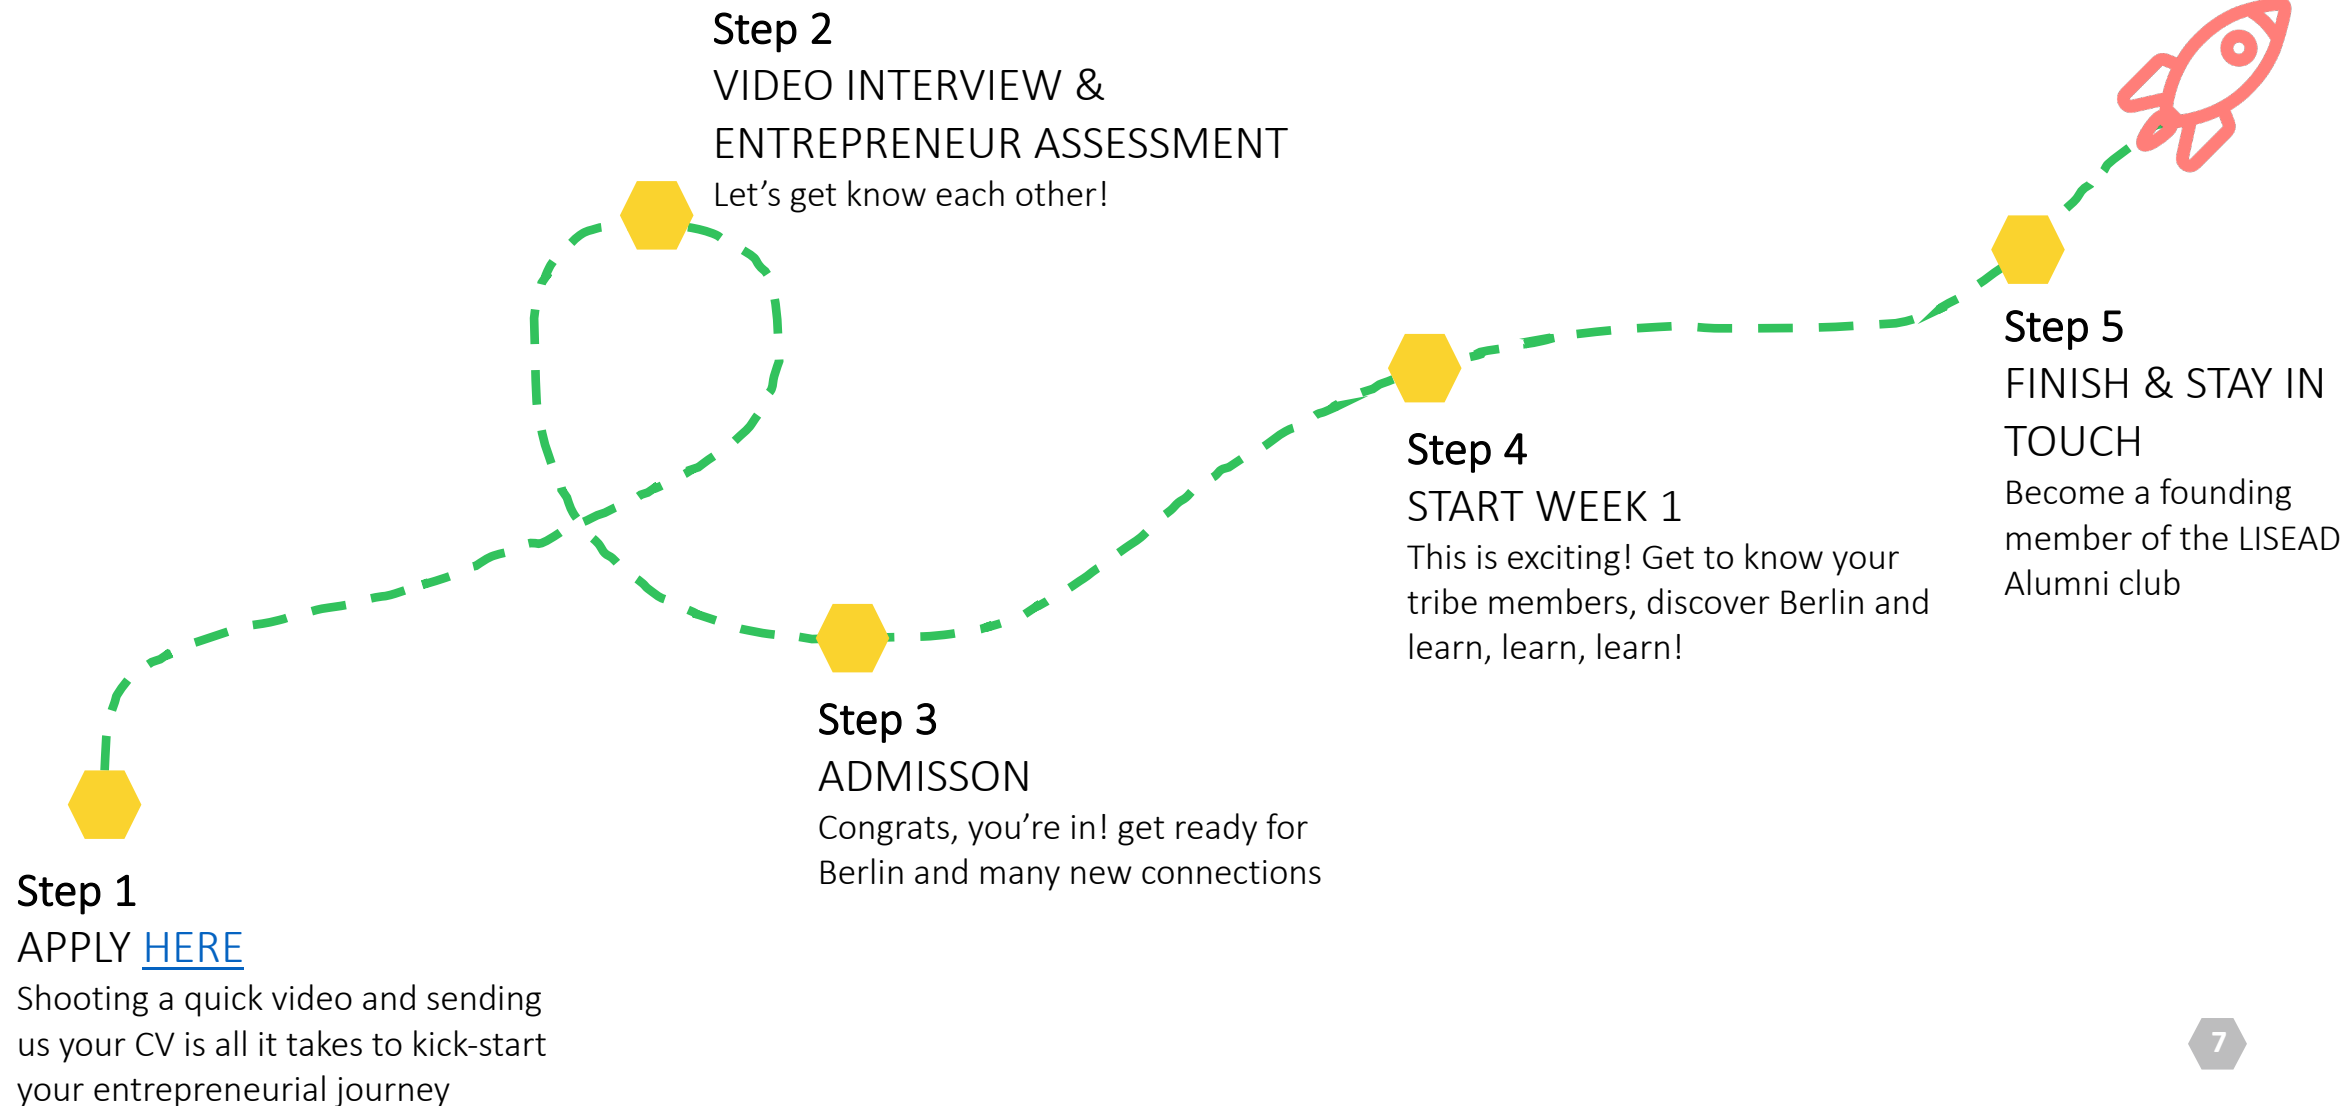 Step 1
APPLY HERE
Shooting a quick video and sending
us your CV is all it takes to kick-start
your entrepreneurial journey
Step 2
VIDEO INTERVIEW &
ENTREPRENEUR ASSESSMENT
Let’s get know each other!
Step 3
ADMISSON
Congrats, you’re in! get ready for
Berlin and many new connections
Step 4
START WEEK 1
This is exciting! Get to know your
tribe members, discover Berlin and
learn, learn, learn!
Step 5
FINISH & STAY IN
TOUCH
Become a founding
member of the LISEAD
Alumni club
7